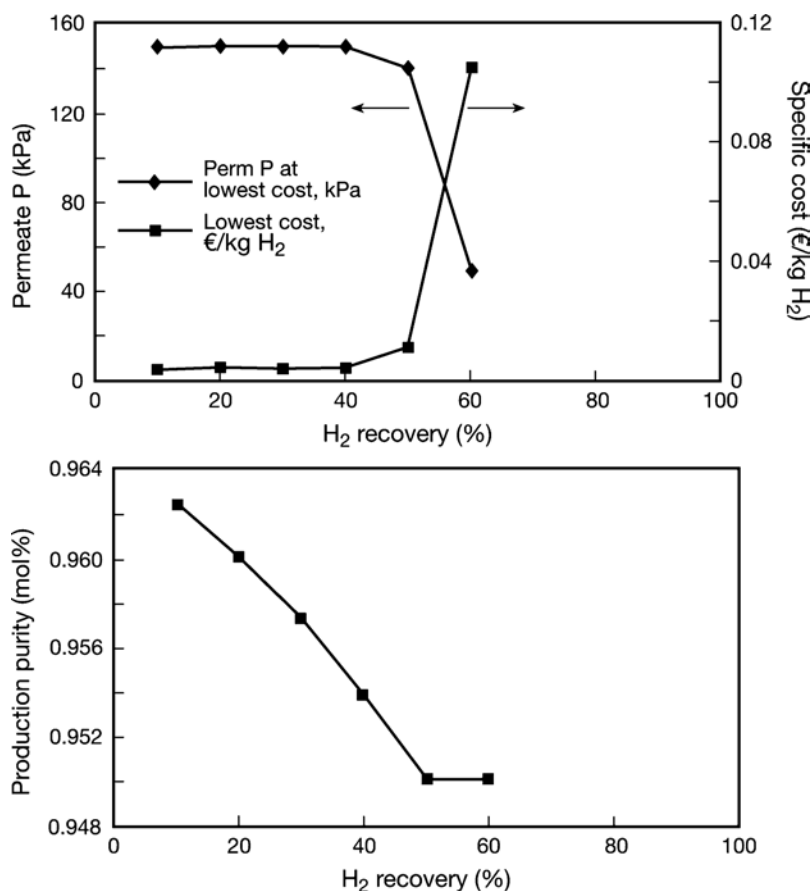 160
120
80
40
0
Permeate P (kPa)
Perm P at
lowest cost, kPa
Lowest cost,
€/kg H₂
0.12
0.08
0.04
0
Specific cost (€/kg H₂)
0 20 40 60 80 100
H₂ recovery (%)
0.964
0.960
0.956
0.952
0.948
Production purity (mol%)
0 20 40 60 80 100
H₂ recovery (%)